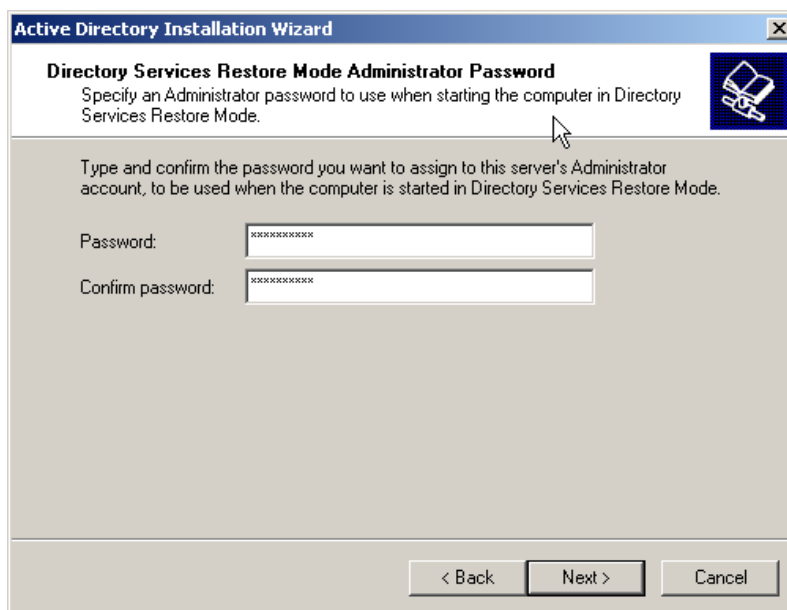 Active Directory Installation Wizard
Directory Services Restore Mode Administrator Password
Specify an Administrator password to use when starting the computer in Directory
Services Restore Mode.
Type and confirm the password you want to assign to this server's Administrator
account, to be used when the computer is started in Directory Services Restore Mode.
Password: xxxxxxxxxx
Confirm password: xxxxxxxxxx
< Back Next > Cancel